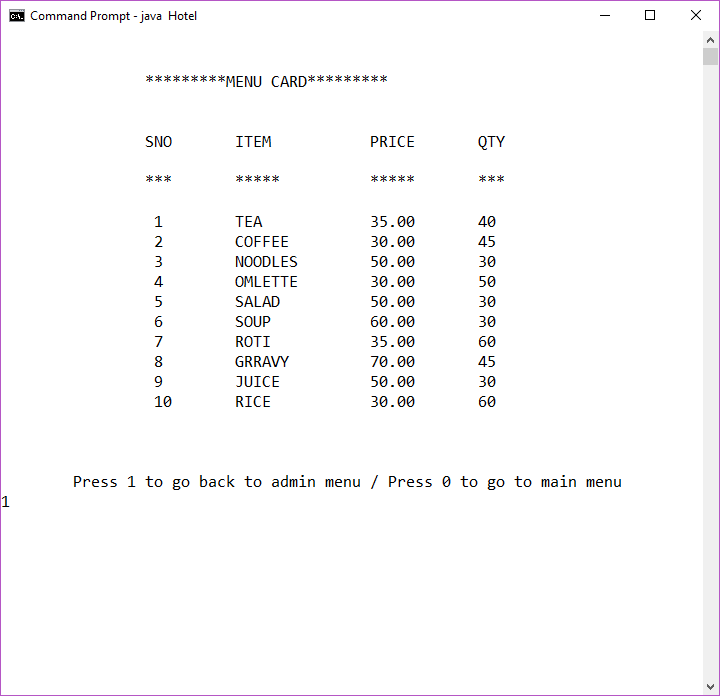 Command Prompt - java  Hotel
*********MENU CARD*********
SNO ITEM PRICE QTY
*** ***** ***** ***
1 TEA 35.00 40
2 COFFEE 30.00 45
3 NOODLES 50.00 30
4 OMLETTE 30.00 50
5 SALAD 50.00 30
6 SOUP 60.00 30
7 ROTI 35.00 60
8 GRRAVY 70.00 45
9 JUICE 50.00 30
10 RICE 30.00 60
Press 1 to go back to admin menu / Press 0 to go to main menu
1